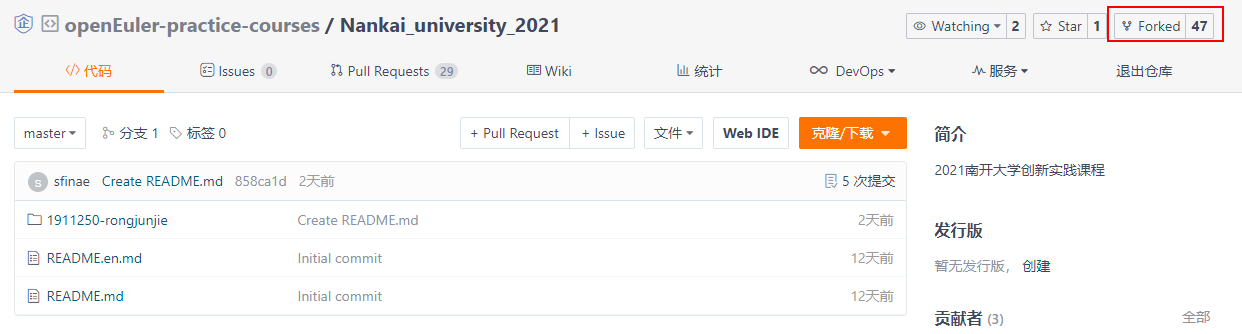 openEuler-practice-courses / Nankai_university_2021
Watching 2 Star 1 Forked 47
代码 Issues 0 Pull Requests 29 Wiki 统计 DevOps 服务 退出仓库
master 分支 1 标签 0 + Pull Request + Issue 文件 Web IDE 克隆/下载
简介
2021南开大学创新实践课程
s sfinae Create README.md 858ca1d 2天前 5 次提交
1911250-rongjunjie Create README.md 2天前
发行版
README.en.md Initial commit 12天前
暂无发行版， 创建
README.md Initial commit 12天前
贡献者 (3) 全部